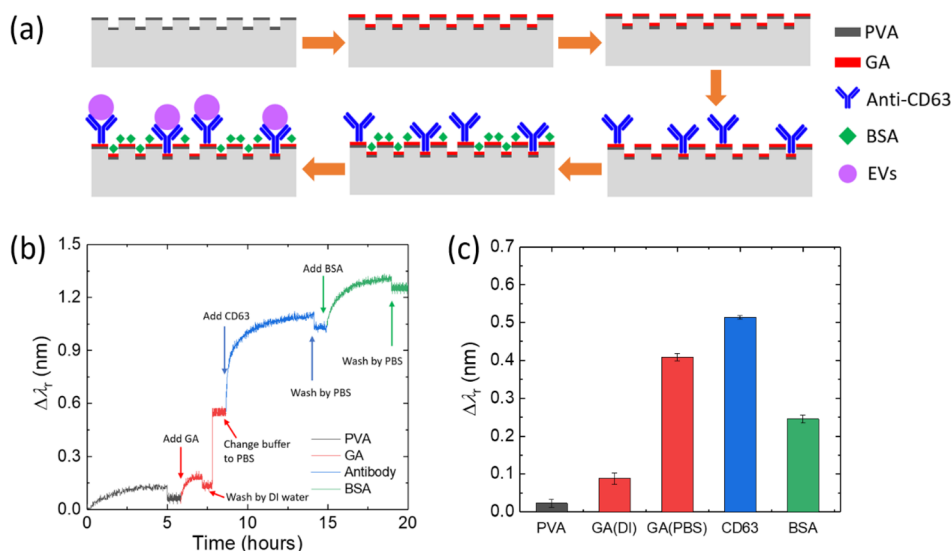 (a)
PVA
GA
Anti-CD63
BSA
EVs
(b)
Δλr (nm)
1.5
1.2
0.9
0.6
0.3
0.0
Add BSA
Add CD63
Wash by PBS
Wash by PBS
Add GA
Change buffer
to PBS
Wash by DI water
PVA
GA
Antibody
BSA
0 5 10 15 20
Time (hours)
(c)
Δλr (nm)
0.7
0.6
0.5
0.4
0.3
0.2
0.1
0.0
PVA GA(DI) GA(PBS) CD63 BSA